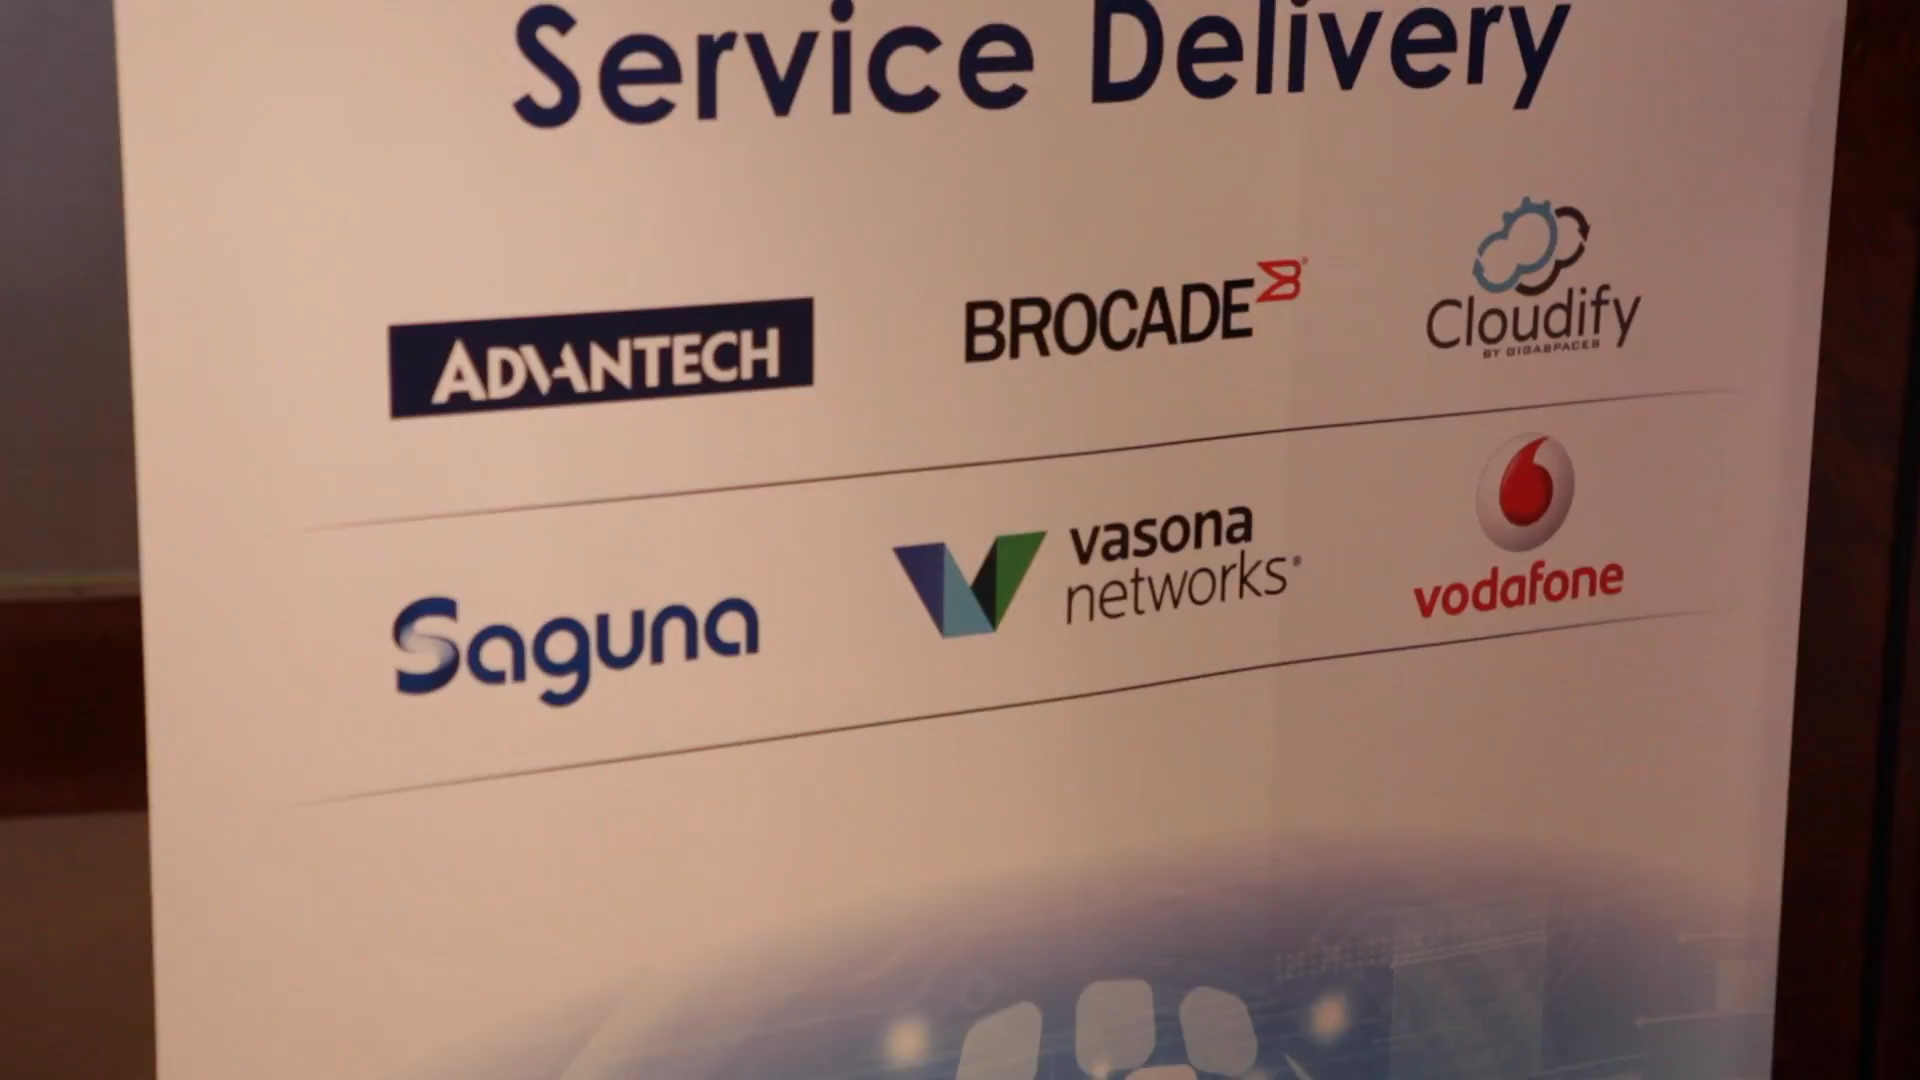 Service Delivery
ADVANTECH
BROCADE
Cloudify
BY GIGASPACES
Saguna
vasona
networks
vodafone